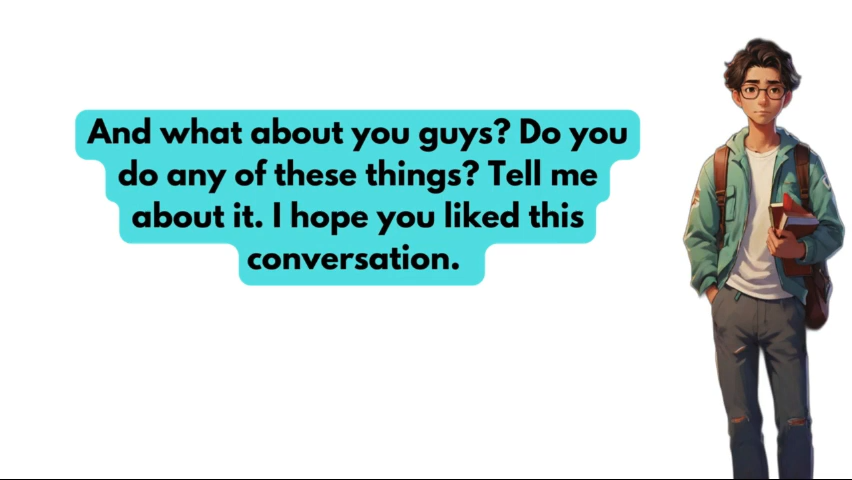 And what about you guys? Do you
do any of these things? Tell me
about it. I hope you liked this
conversation.